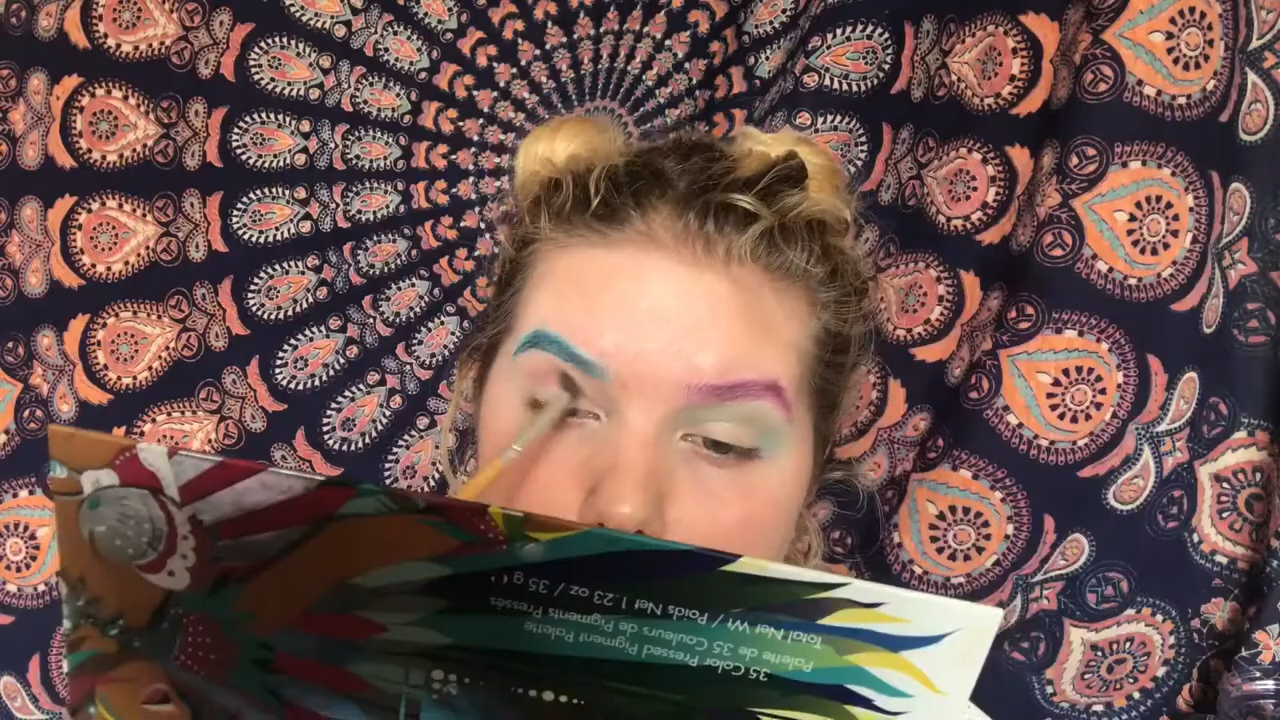 35 Color Pressed Pigment Palette
Palette de 35 Couleurs de Pigments Pressés
Total Net Wt / Poids Net 1.23 oz / 35 g